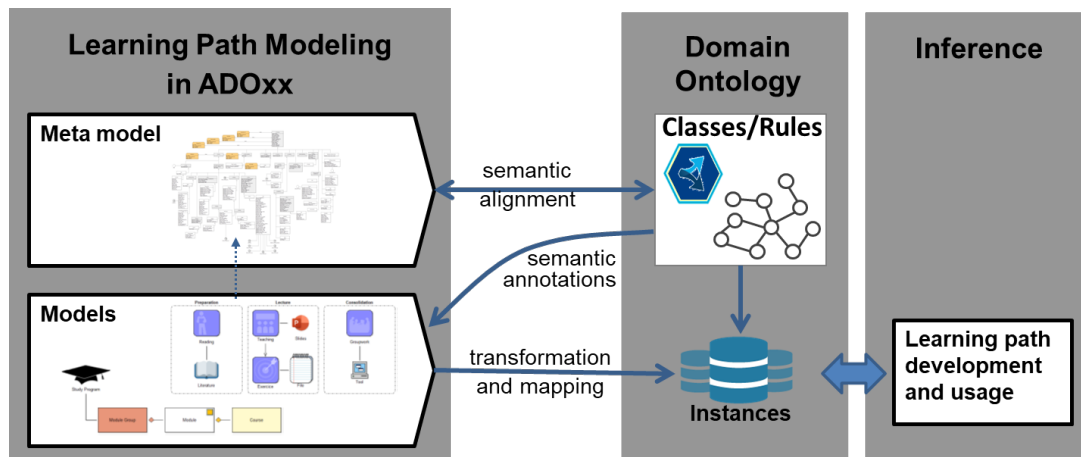 Learning Path Modeling
in ADOxx
Domain
Ontology
Inference
Meta model
Classes/Rules
semantic
alignment
semantic
annotations
Models
Preparation
Lecture
Consolidation
Reading
Teaching
Slides
Groupwork
Literature
Exercise
File
Tool
Study Program
Module Group
Module
Course
transformation
and mapping
Instances
Learning path
development
and usage